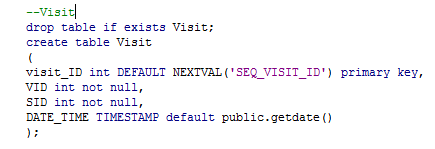 --Visit
drop table if exists Visit;
create table Visit
(
visit_ID int DEFAULT NEXTVAL('SEQ_VISIT_ID') primary key,
VID int not null,
SID int not null,
DATE_TIME TIMESTAMP default public.getdate()
);